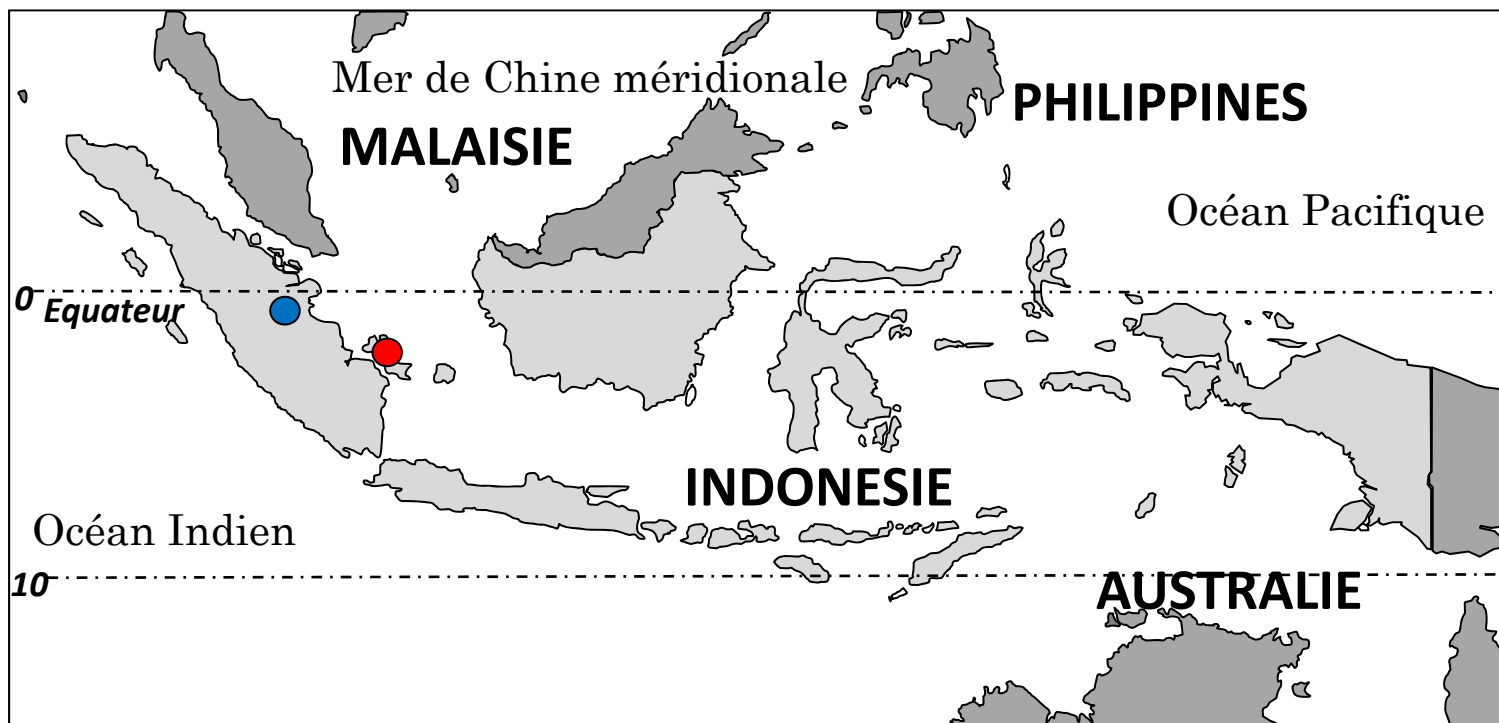 Mer de Chine méridionale
PHILIPPINES
MALAISIE
Océan Pacifique
0
Equateur
INDONESIE
Océan Indien
10
AUSTRALIE